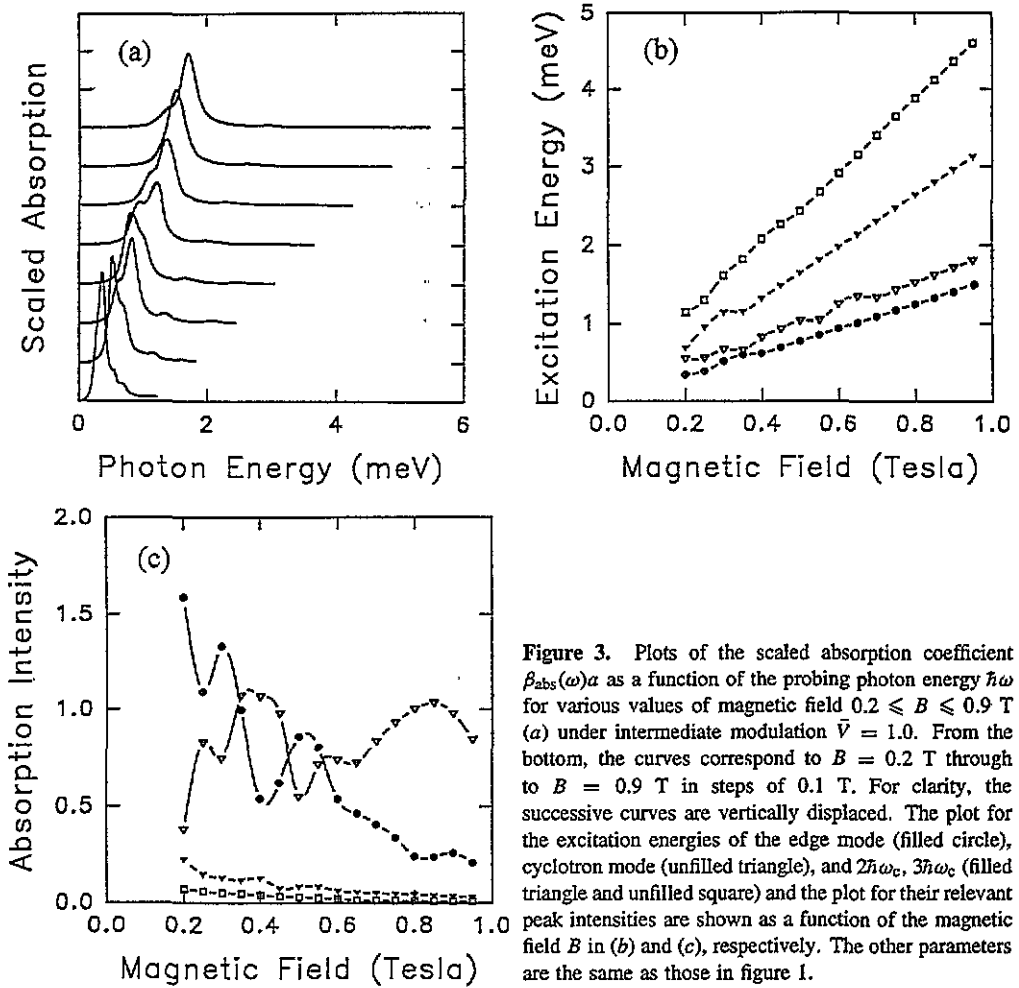 (a)
Scaled Absorption
0 2 4 6
Photon Energy (meV)
(b)
Excitation Energy (meV)
5
4
3
2
1
0
0.0 0.2 0.4 0.6 0.8 1.0
Magnetic Field (Tesla)
(c)
Absorption Intensity
2.0
1.5
1.0
0.5
0.0
0.0 0.2 0.4 0.6 0.8 1.0
Magnetic Field (Tesla)
Figure 3. Plots of the scaled absorption coefficient
βabs(ω)a as a function of the probing photon energy ℏω
for various values of magnetic field 0.2 ⩽ B ⩽ 0.9 T
(a) under intermediate modulation V̄ = 1.0. From the
bottom, the curves correspond to B = 0.2 T through
to B = 0.9 T in steps of 0.1 T. For clarity, the
successive curves are vertically displaced. The plot for
the excitation energies of the edge mode (filled circle),
cyclotron mode (unfilled triangle), and 2ℏωc, 3ℏωc (filled
triangle and unfilled square) and the plot for their relevant
peak intensities are shown as a function of the magnetic
field B in (b) and (c), respectively. The other parameters
are the same as those in figure 1.